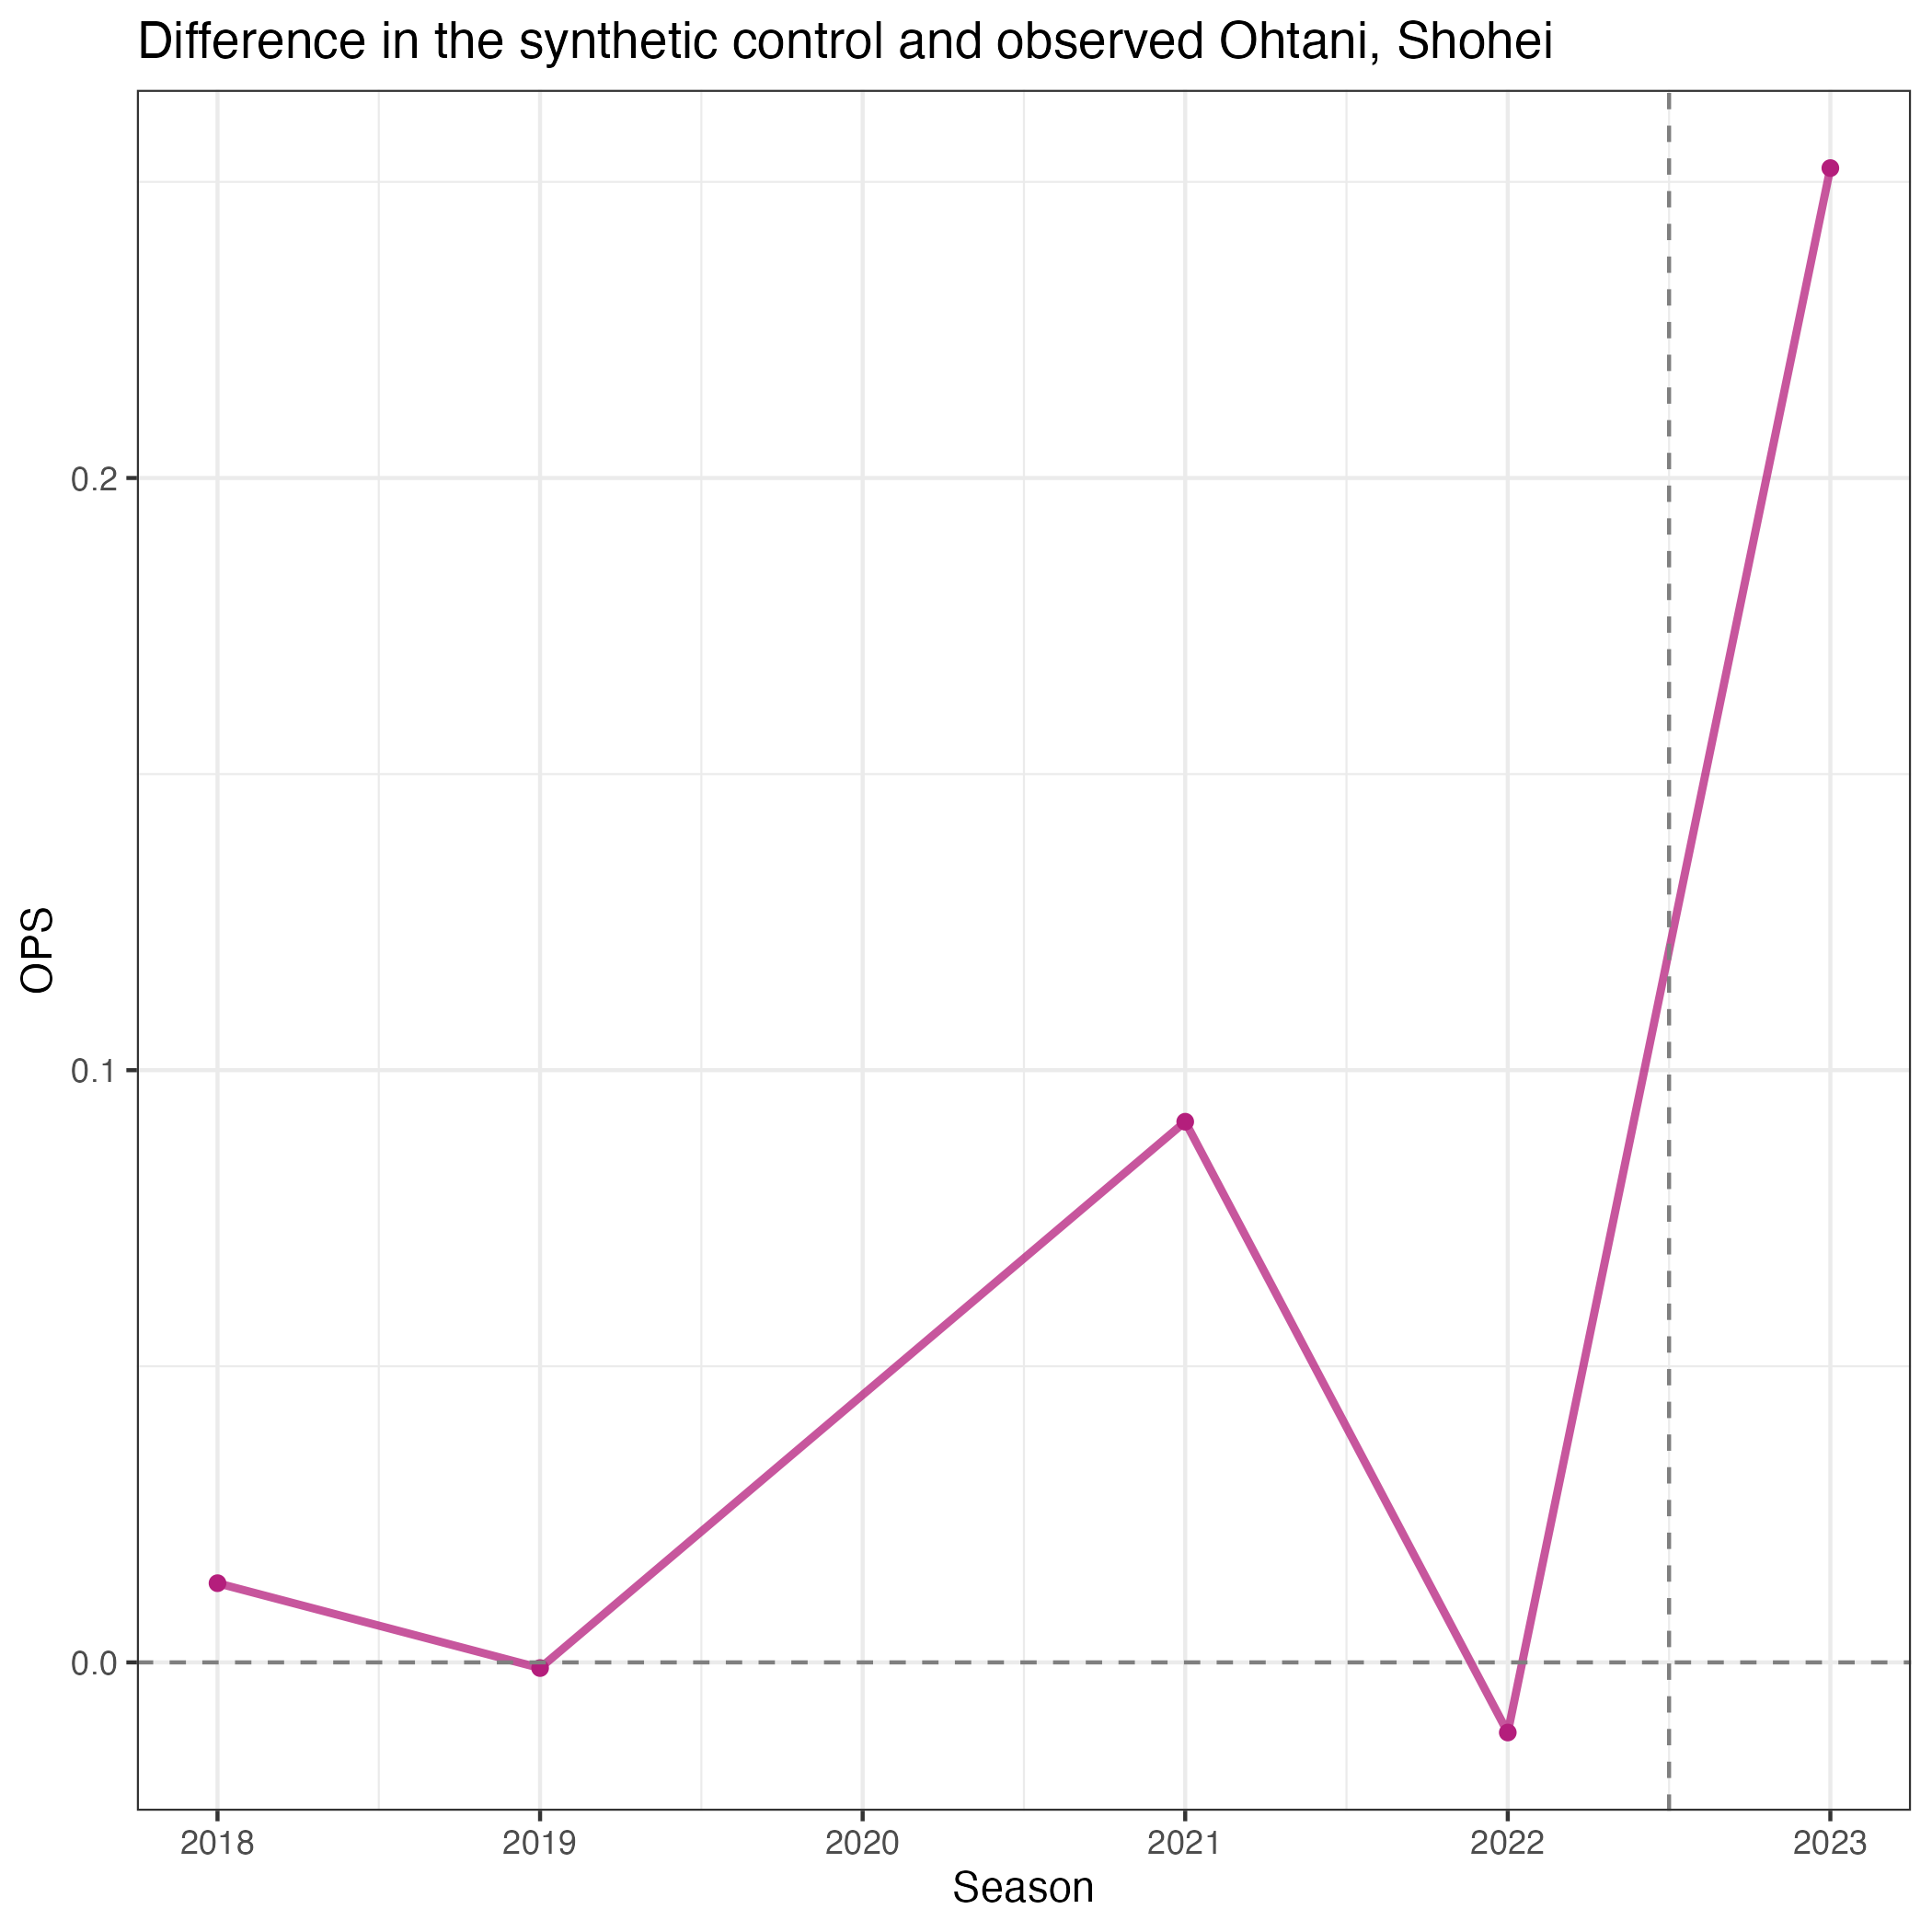 Difference in the synthetic control and observed Ohtani, Shohei
OPS
0.2
0.1
0.0
2018 2019 2020 2021 2022 2023
Season